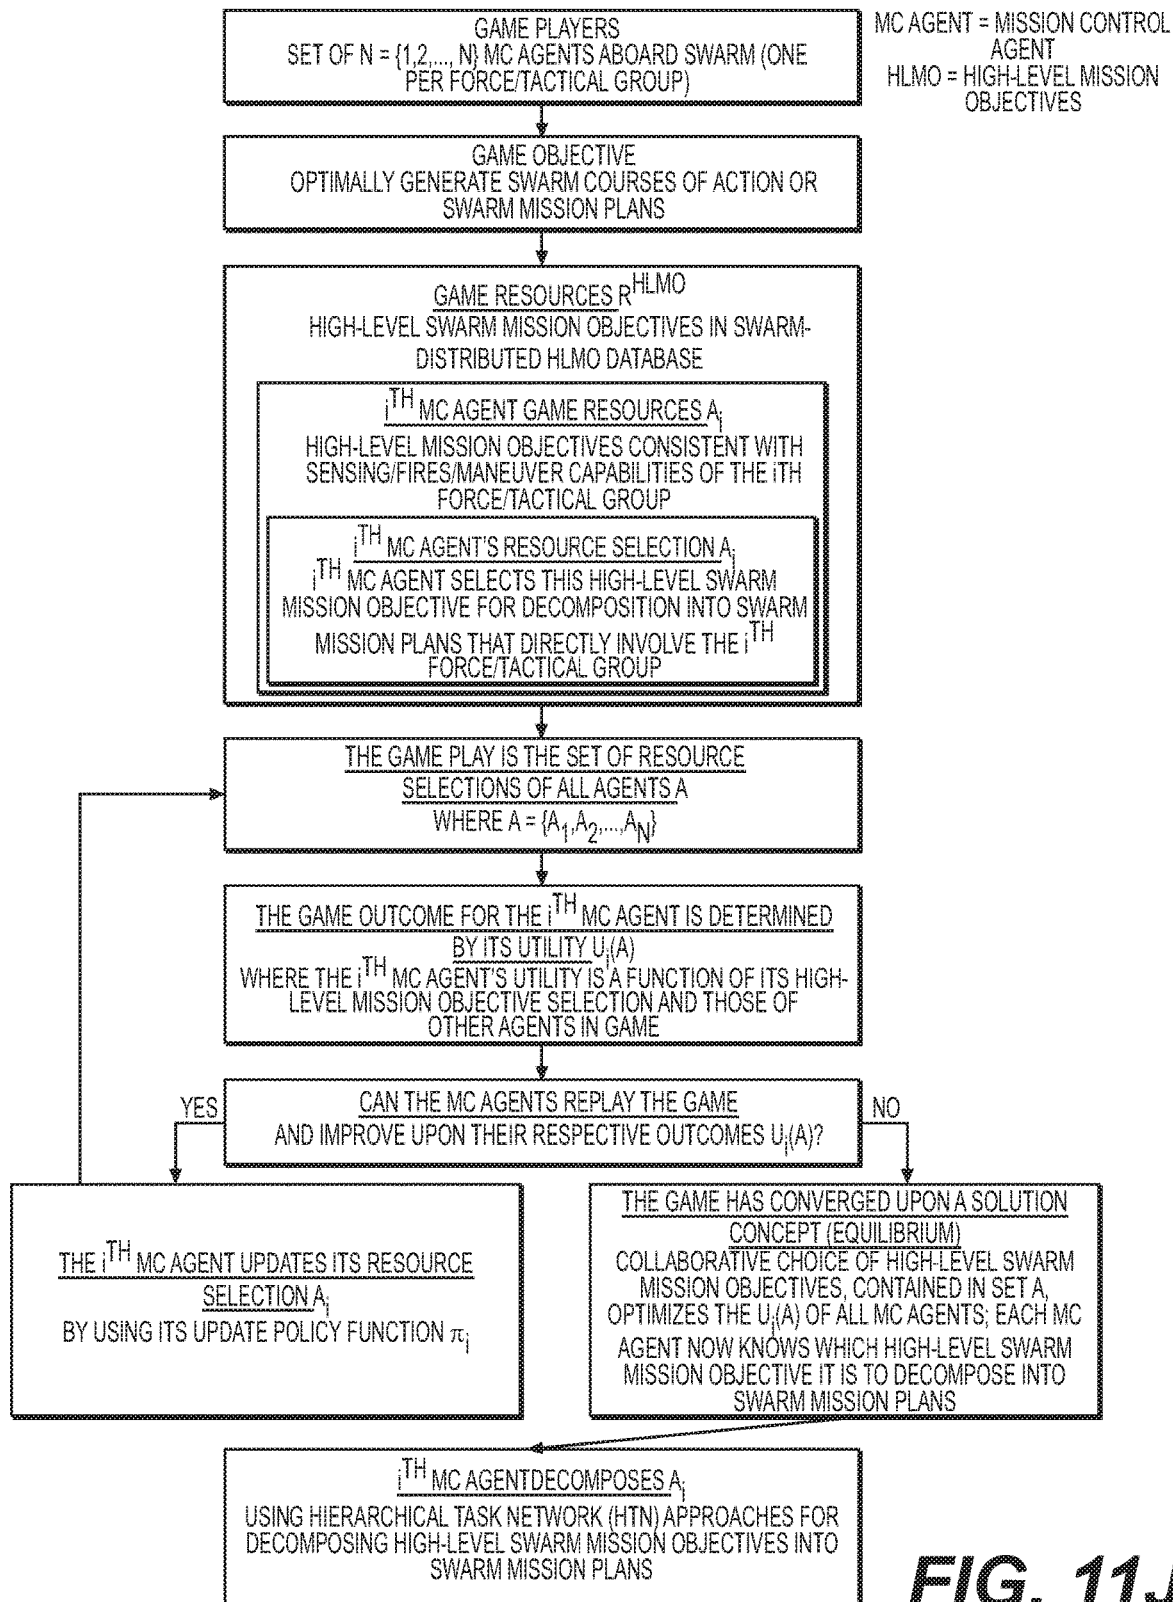 GAME PLAYERS
SET OF N = {1,2,..., N} MC AGENTS ABOARD SWARM (ONE
PER FORCE/TACTICAL GROUP)
MC AGENT = MISSION CONTROL
AGENT
HLMO = HIGH-LEVEL MISSION
OBJECTIVES
GAME OBJECTIVE
OPTIMALLY GENERATE SWARM COURSES OF ACTION OR
SWARM MISSION PLANS
GAME RESOURCES R^HLMO
HIGH-LEVEL SWARM MISSION OBJECTIVES IN SWARM-
DISTRIBUTED HLMO DATABASE
i^TH MC AGENT GAME RESOURCES A_i
HIGH-LEVEL MISSION OBJECTIVES CONSISTENT WITH
SENSING/FIRES/MANEUVER CAPABILITIES OF THE iTH
FORCE/TACTICAL GROUP
i^TH MC AGENT'S RESOURCE SELECTION A_i
i^TH MC AGENT SELECTS THIS HIGH-LEVEL SWARM
MISSION OBJECTIVE FOR DECOMPOSITION INTO SWARM
MISSION PLANS THAT DIRECTLY INVOLVE THE i^TH
FORCE/TACTICAL GROUP
THE GAME PLAY IS THE SET OF RESOURCE
SELECTIONS OF ALL AGENTS A
WHERE A = {A_1,A_2,...,A_N}
THE GAME OUTCOME FOR THE i^TH MC AGENT IS DETERMINED
BY ITS UTILITY U_i(A)
WHERE THE i^TH MC AGENT'S UTILITY IS A FUNCTION OF ITS HIGH-
LEVEL MISSION OBJECTIVE SELECTION AND THOSE OF
OTHER AGENTS IN GAME
CAN THE MC AGENTS REPLAY THE GAME
AND IMPROVE UPON THEIR RESPECTIVE OUTCOMES U_i(A)?
YES
NO
THE i^TH MC AGENT UPDATES ITS RESOURCE
SELECTION A_i
BY USING ITS UPDATE POLICY FUNCTION π_i
THE GAME HAS CONVERGED UPON A SOLUTION
CONCEPT (EQUILIBRIUM)
COLLABORATIVE CHOICE OF HIGH-LEVEL SWARM
MISSION OBJECTIVES, CONTAINED IN SET A,
OPTIMIZES THE U_i(A) OF ALL MC AGENTS; EACH MC
AGENT NOW KNOWS WHICH HIGH-LEVEL SWARM
MISSION OBJECTIVE IT IS TO DECOMPOSE INTO
SWARM MISSION PLANS
i^TH MC AGENTDECOMPOSES A_i
USING HIERARCHICAL TASK NETWORK (HTN) APPROACHES FOR
DECOMPOSING HIGH-LEVEL SWARM MISSION OBJECTIVES INTO
SWARM MISSION PLANS
FIG. 11J